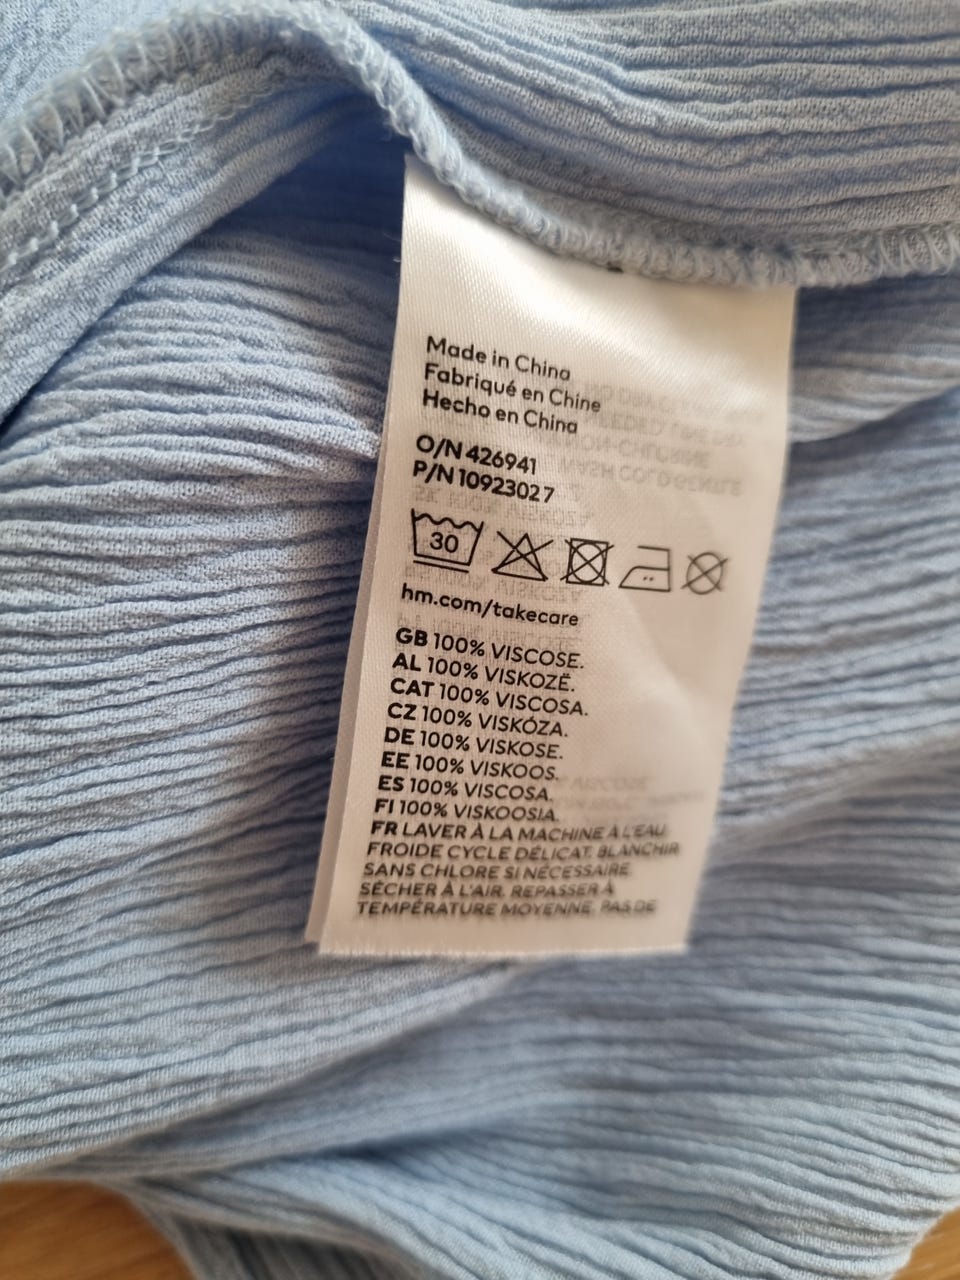 Made in China
Fabriqué en Chine
Hecho en China
O/N 426941
P/N 10923027
30
hm.com/takecare
GB 100% VISCOSE.
AL 100% VISKOZË.
CAT 100% VISCOSA.
CZ 100% VISKÓZA.
DE 100% VISKOSE.
EE 100% VISKOOS.
ES 100% VISCOSA.
FI 100% VISKOOSIA.
FR LAVER À LA MACHINE À L'EAU
FROIDE CYCLE DÉLICAT. BLANCHIR
SANS CHLORE SI NÉCESSAIRE.
SÉCHER À L'AIR. REPASSER À
TEMPÉRATURE MOYENNE. PAS DE